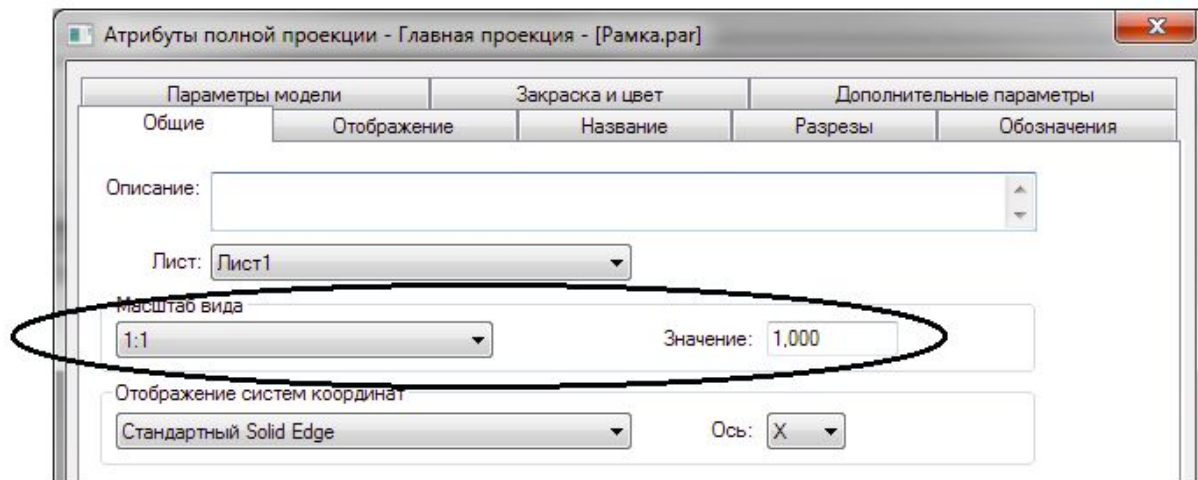 Атрибуты полной проекции - Главная проекция - [Рамка.par]
Параметры модели Закраска и цвет Дополнительные параметры
Общие Отображение Название Разрезы Обозначения
Описание:
Лист: Лист1
Масштаб вида
1:1 Значение: 1,000
Отображение систем координат
Стандартный Solid Edge Ось: X